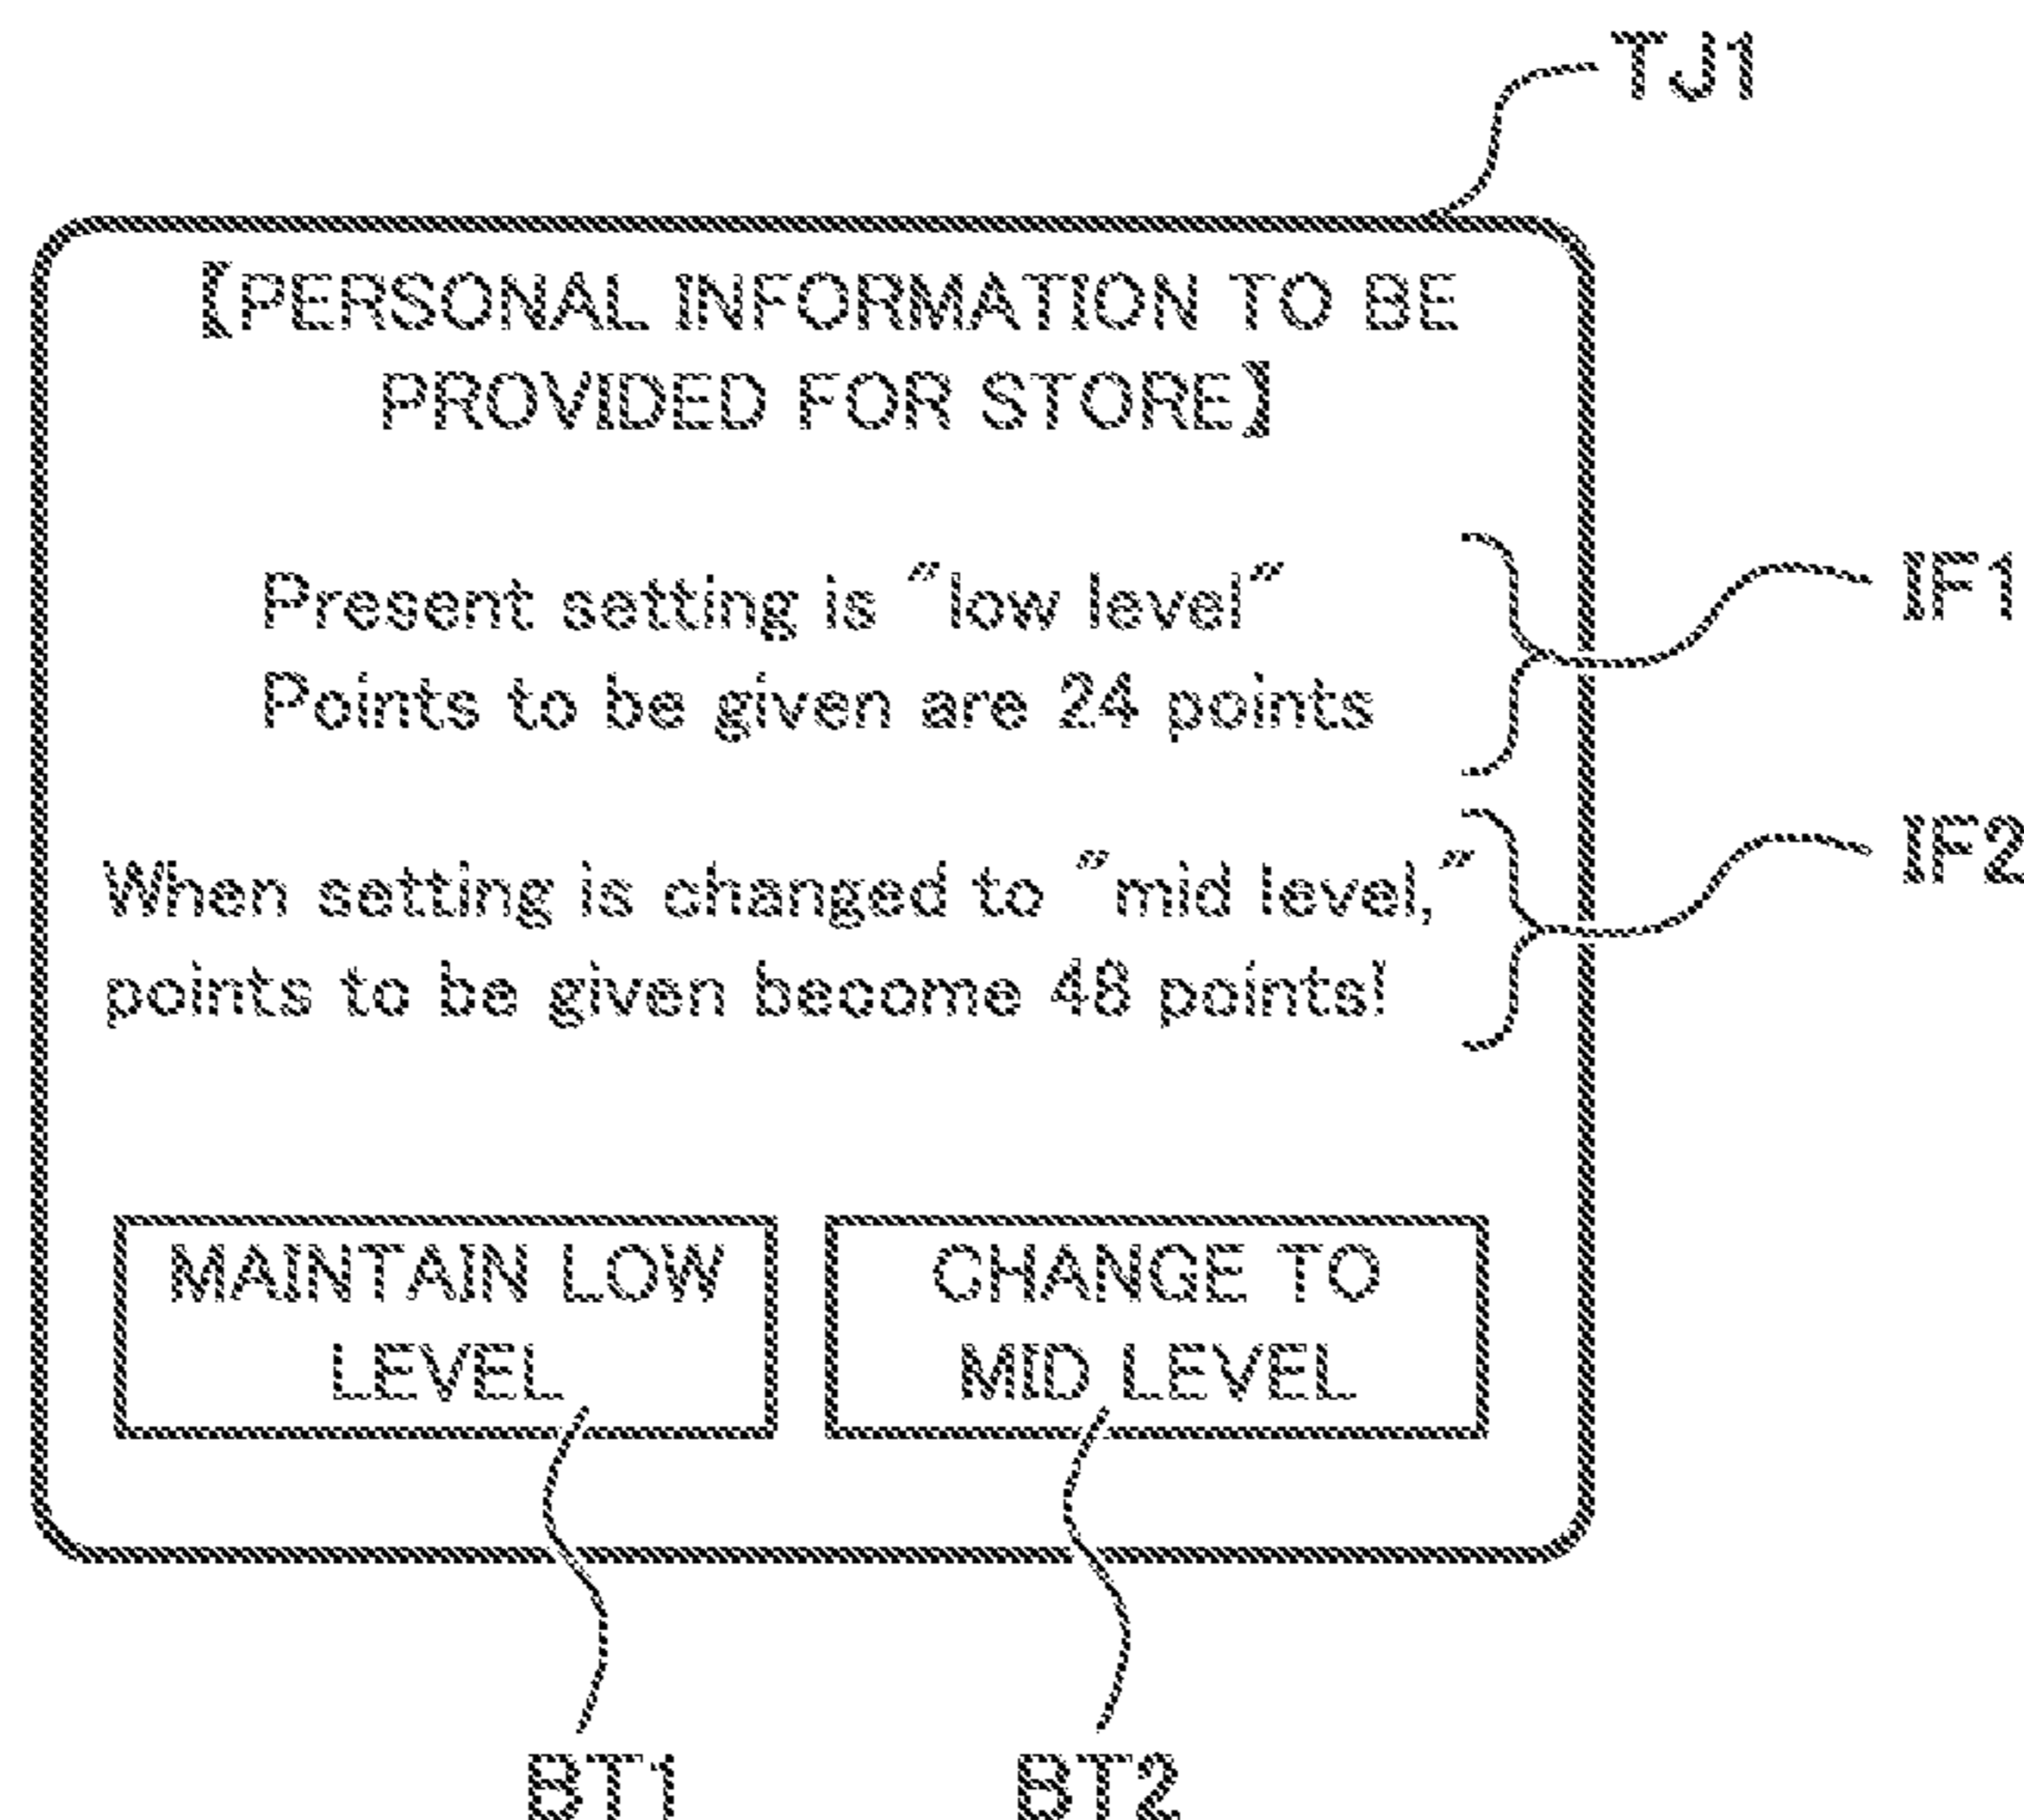 TJ1
【PERSONAL INFORMATION TO BE
PROVIDED FOR STORE】
Present setting is "low level"
Points to be given are 24 points
IF1
When setting is changed to "mid level,"
points to be given become 48 points!
IF2
MAINTAIN LOW
LEVEL
CHANGE TO
MID LEVEL
BT1
BT2